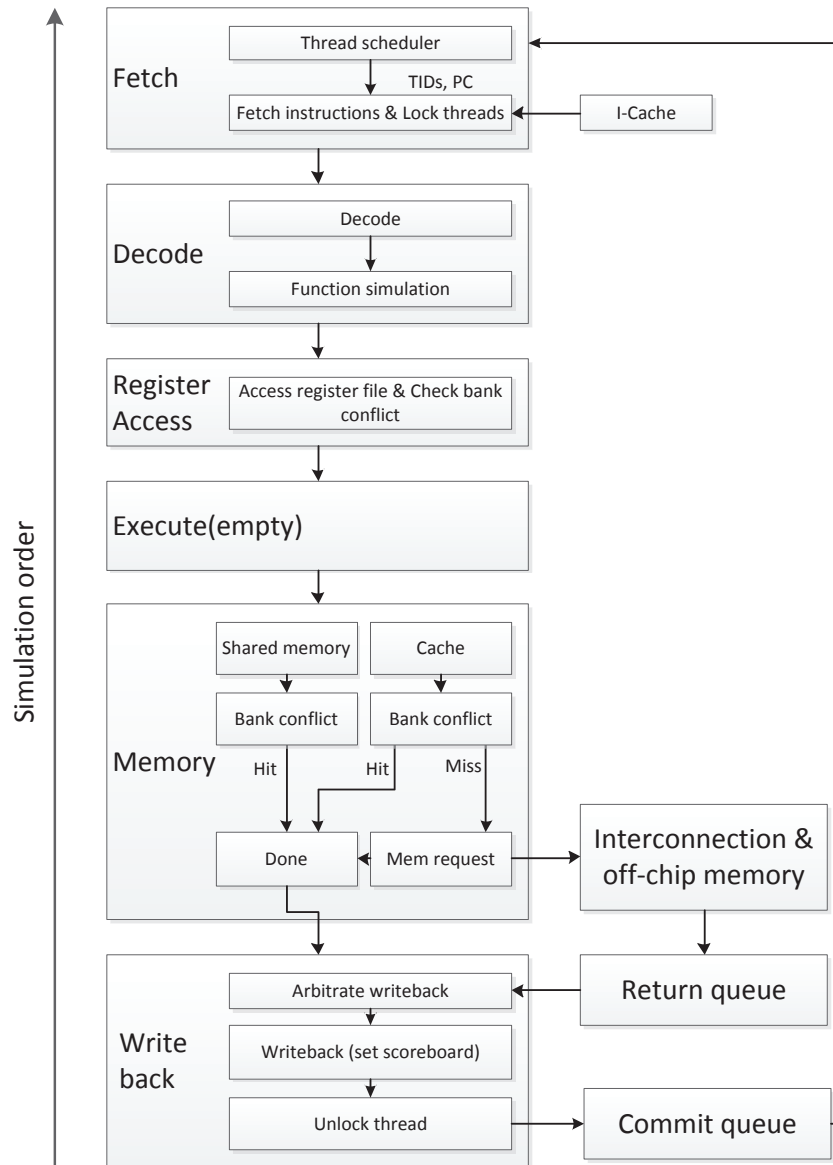 Simulation order
Fetch
Thread scheduler
TIDs, PC
Fetch instructions & Lock threads
I-Cache
Decode
Decode
Function simulation
Register
Access
Access register file & Check bank
conflict
Execute(empty)
Memory
Shared memory
Cache
Bank conflict
Bank conflict
Hit
Hit
Miss
Done
Mem request
Interconnection &
off-chip memory
Return queue
Write
back
Arbitrate writeback
Writeback (set scoreboard)
Unlock thread
Commit queue